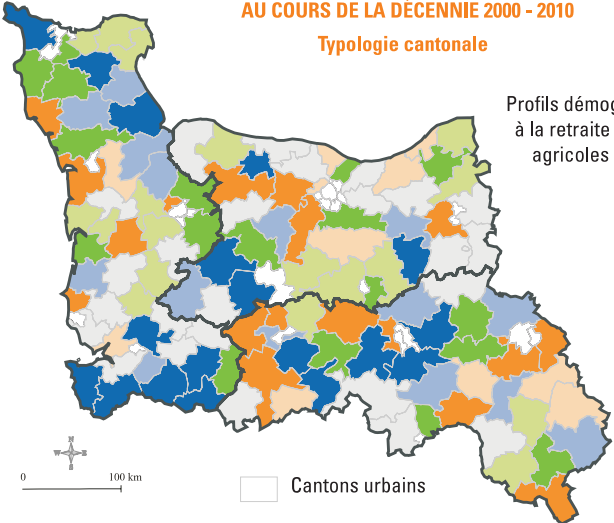 AU COURS DE LA DÉCENNIE 2000 - 2010
Typologie cantonale
Profils démog
à la retraite
agricoles
N
W E
S
0 100 km
Cantons urbains